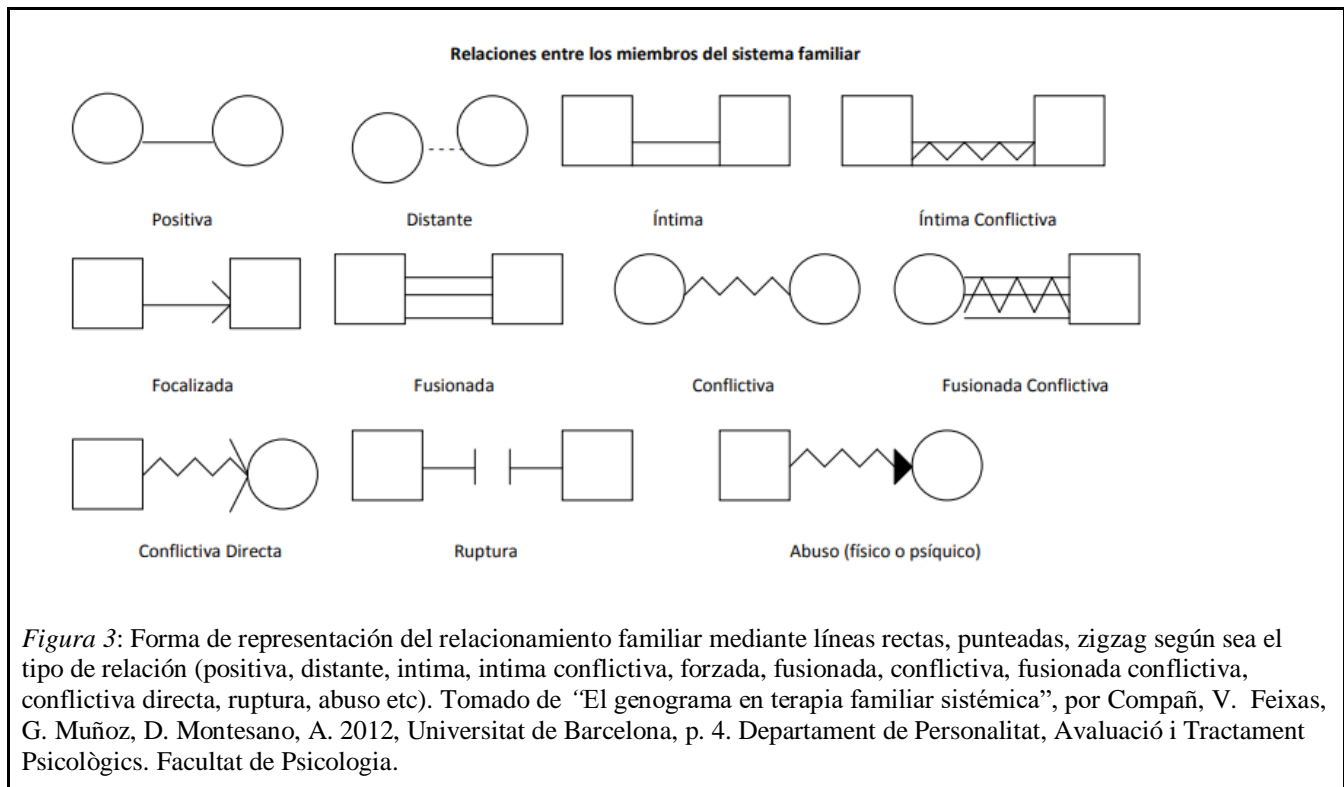 Relaciones entre los miembros del sistema familiar
Positiva
Distante
Íntima
Íntima Conflictiva
Focalizada
Fusionada
Conflictiva
Fusionada Conflictiva
Conflictiva Directa
Ruptura
Abuso (físico o psíquico)
Figura 3: Forma de representación del relacionamiento familiar mediante líneas rectas, punteadas, zigzag según sea el
tipo de relación (positiva, distante, intima, intima conflictiva, forzada, fusionada, conflictiva, fusionada conflictiva,
conflictiva directa, ruptura, abuso etc). Tomado de “El genograma en terapia familiar sistémica”, por Compañ, V. Feixas,
G. Muñoz, D. Montesano, A. 2012, Universitat de Barcelona, p. 4. Departament de Personalitat, Avaluació i Tractament
Psicològics. Facultat de Psicologia.